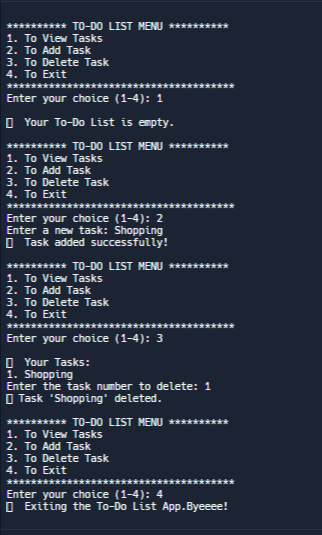 ********** TO-DO LIST MENU **********
1. To View Tasks
2. To Add Task
3. To Delete Task
4. To Exit
**************************************
Enter your choice (1-4): 1
▯ Your To-Do List is empty.
********** TO-DO LIST MENU **********
1. To View Tasks
2. To Add Task
3. To Delete Task
4. To Exit
**************************************
Enter your choice (1-4): 2
Enter a new task: Shopping
▯ Task added successfully!
********** TO-DO LIST MENU **********
1. To View Tasks
2. To Add Task
3. To Delete Task
4. To Exit
**************************************
Enter your choice (1-4): 3
▯ Your Tasks:
1. Shopping
Enter the task number to delete: 1
▯ Task 'Shopping' deleted.
********** TO-DO LIST MENU **********
1. To View Tasks
2. To Add Task
3. To Delete Task
4. To Exit
**************************************
Enter your choice (1-4): 4
▯ Exiting the To-Do List App.Byeeee!